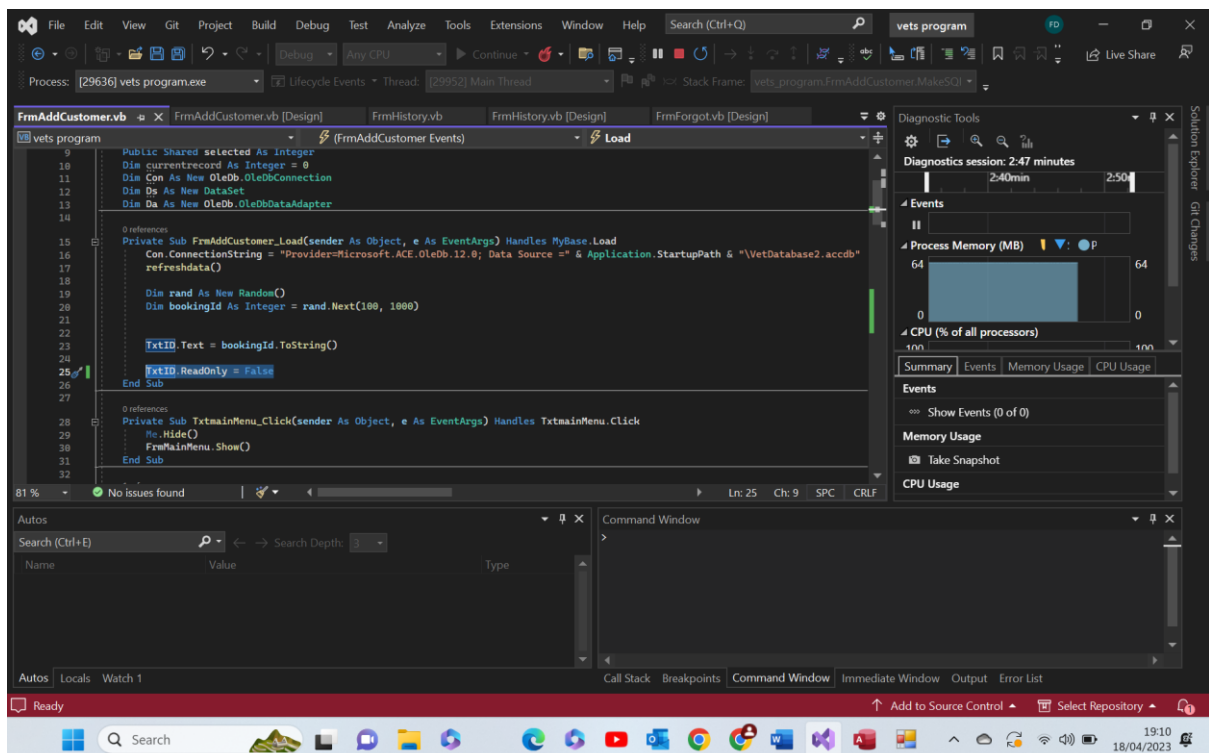 File Edit View Git Project Build Debug Test Analyze Tools Extensions Window Help Search (Ctrl+Q) vets program FD
Debug Any CPU Continue Live Share
Process: [29636] vets program.exe Lifecycle Events Thread: [29952] Main Thread Stack Frame: vets_program.FrmAddCustomer.MakeSQl
FrmAddCustomer.vb FrmAddCustomer.vb [Design] FrmHistory.vb FrmHistory.vb [Design] FrmForgot.vb [Design]
vets program (FrmAddCustomer Events) Load
9 Public Shared selected As Integer
10 Dim currentrecord As Integer = 0
11 Dim Con As New OleDb.OleDbConnection
12 Dim Ds As New DataSet
13 Dim Da As New OleDb.OleDbDataAdapter
14
0 references
15 Private Sub FrmAddCustomer_Load(sender As Object, e As EventArgs) Handles MyBase.Load
16 Con.ConnectionString = "Provider=Microsoft.ACE.OleDb.12.0; Data Source =" & Application.StartupPath & "\VetDatabase2.accdb"
17 refreshdata()
18
19 Dim rand As New Random()
20 Dim bookingId As Integer = rand.Next(100, 1000)
21
22
23 TxtID.Text = bookingId.ToString()
24
25 TxtID.ReadOnly = False
26 End Sub
27
0 references
28 Private Sub TxtmainMenu_Click(sender As Object, e As EventArgs) Handles TxtmainMenu.Click
29 Me.Hide()
30 FrmMainMenu.Show()
31 End Sub
32
81 % No issues found Ln: 25 Ch: 9 SPC CRLF
Diagnostic Tools
Diagnostics session: 2:47 minutes
2:40min 2:50
Events
Process Memory (MB) P
64 64
0 0
CPU (% of all processors)
100 100
Summary Events Memory Usage CPU Usage
Events
Show Events (0 of 0)
Memory Usage
Take Snapshot
CPU Usage
Solution Explorer
Git Changes
Autos
Search (Ctrl+E) Search Depth: 3
Name Value Type
Autos Locals Watch 1
Command Window
>
Call Stack Breakpoints Command Window Immediate Window Output Error List
Ready Add to Source Control Select Repository
Search 19:10
18/04/2023